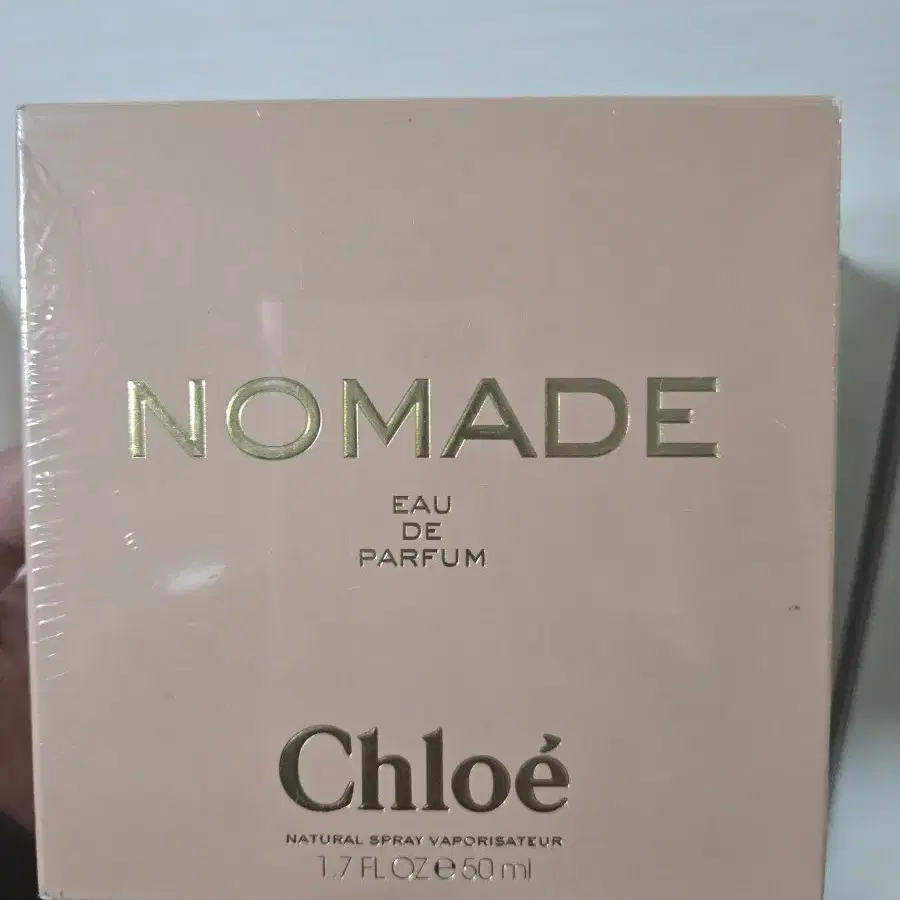 NOMADE
EAU
DE
PARFUM
Chloé
NATURAL SPRAY VAPORISATEUR
1.7 FL OZ ℮ 50 ml